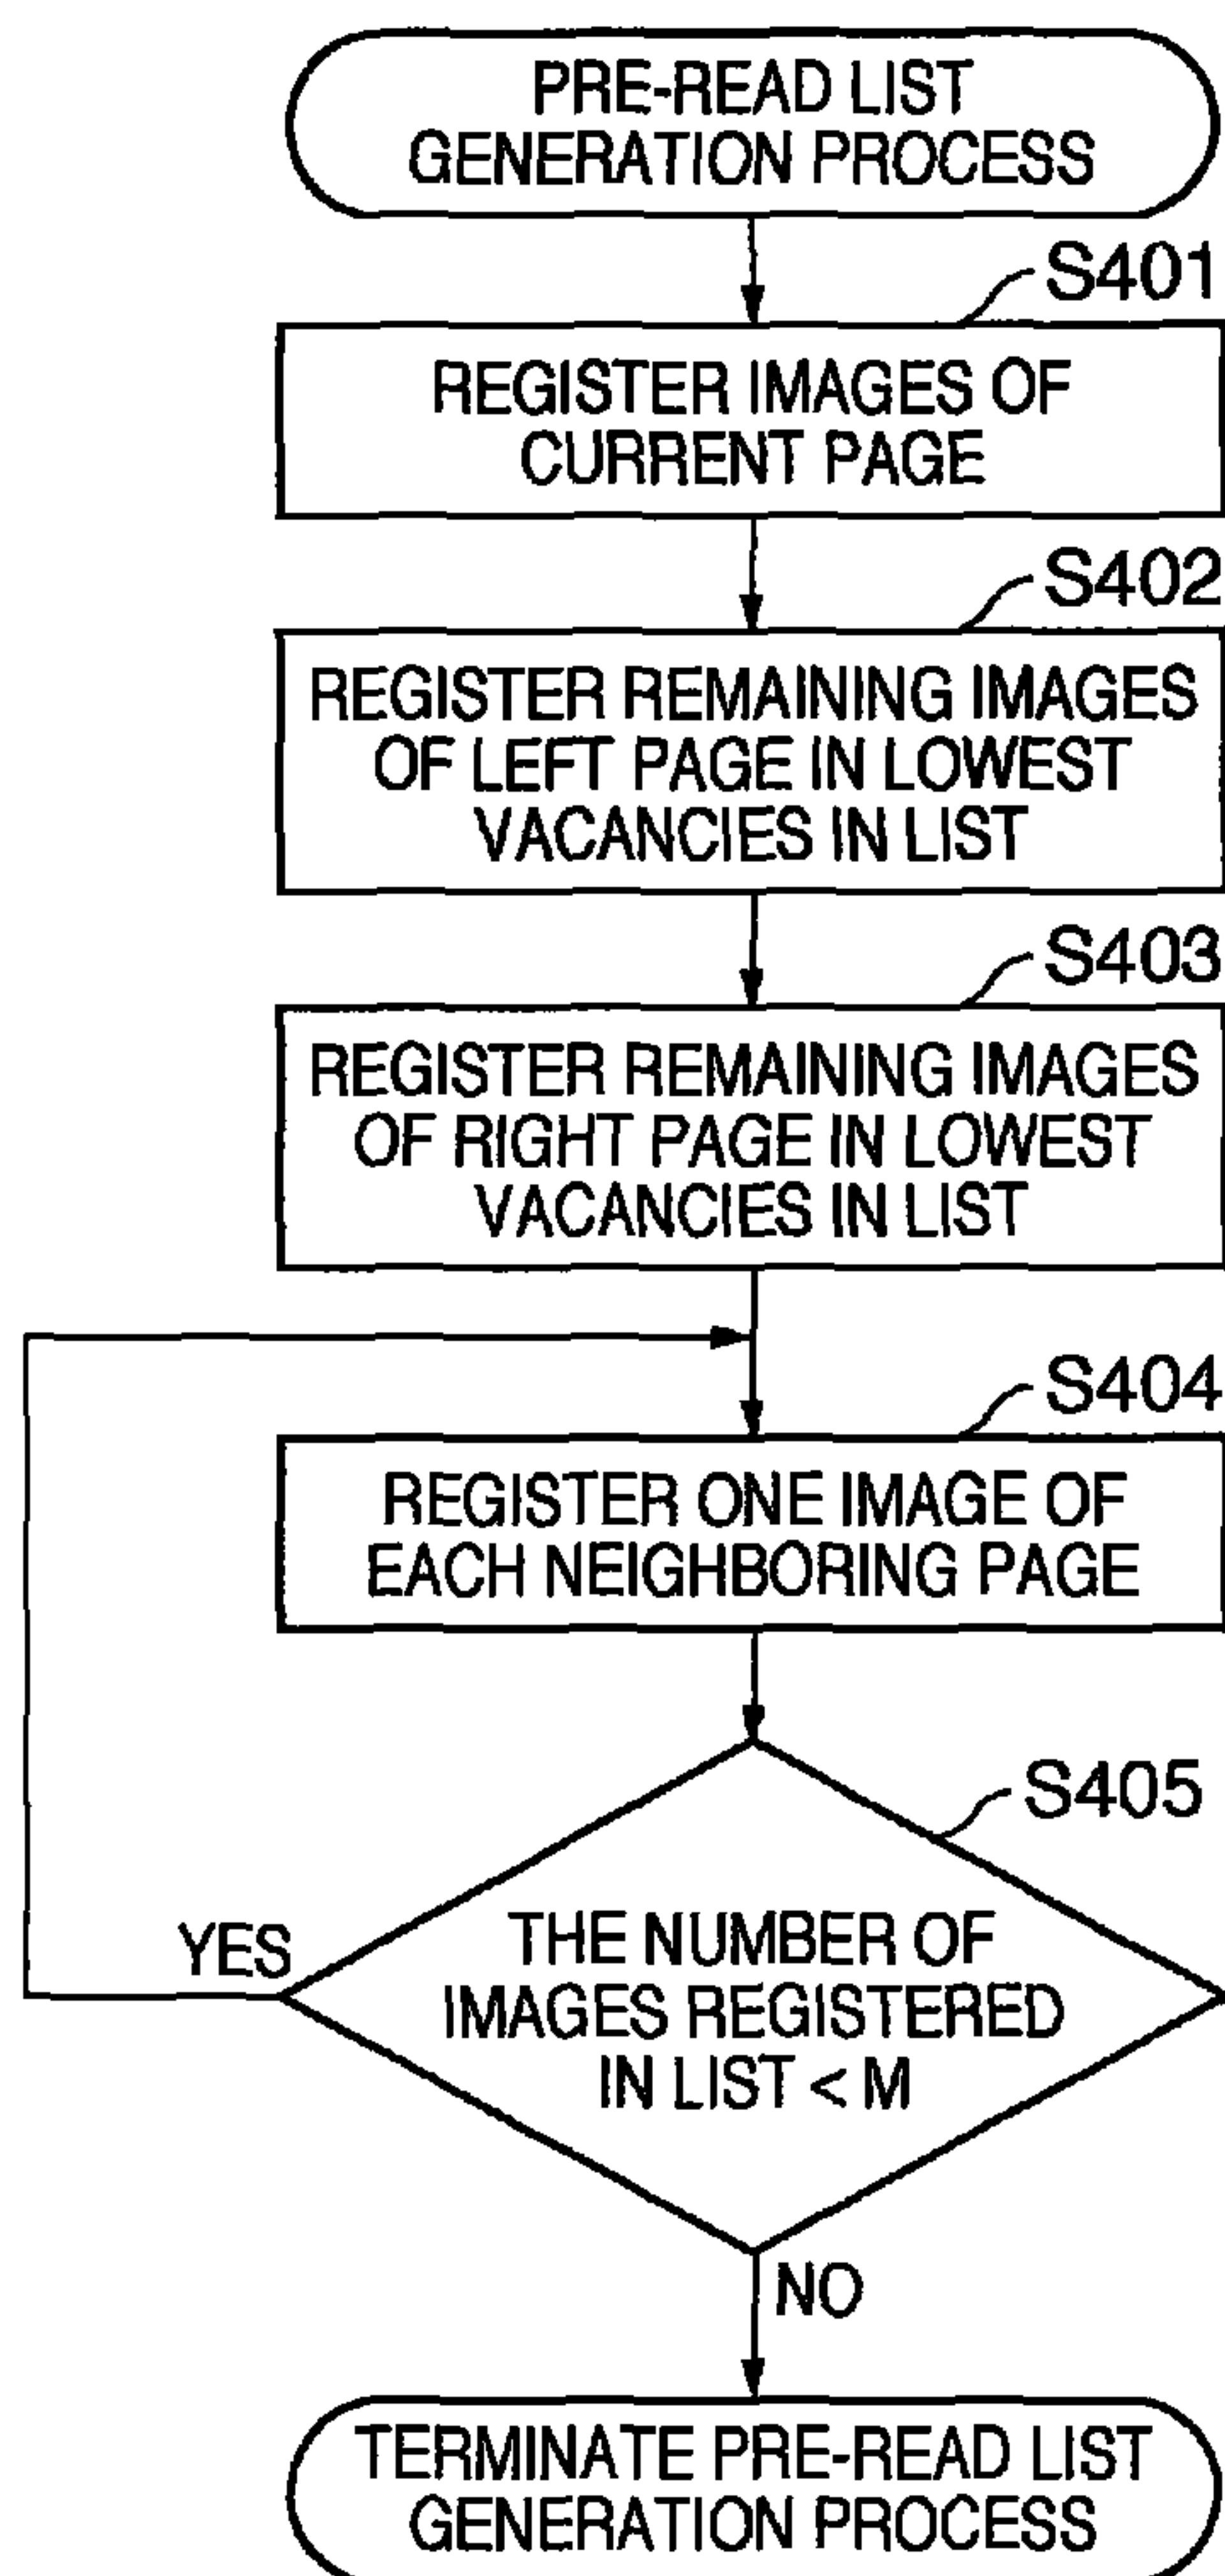 PRE-READ LIST
GENERATION PROCESS
S401
REGISTER IMAGES OF
CURRENT PAGE
S402
REGISTER REMAINING IMAGES
OF LEFT PAGE IN LOWEST
VACANCIES IN LIST
S403
REGISTER REMAINING IMAGES
OF RIGHT PAGE IN LOWEST
VACANCIES IN LIST
S404
REGISTER ONE IMAGE OF
EACH NEIGHBORING PAGE
S405
YES
THE NUMBER OF
IMAGES REGISTERED
IN LIST < M
NO
TERMINATE PRE-READ LIST
GENERATION PROCESS